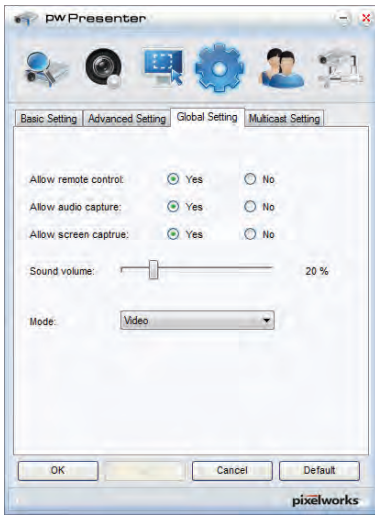 pwPresenter
Basic Setting Advanced Setting Global Setting Multicast Setting
Allow remote control: Yes No
Allow audio capture: Yes No
Allow screen captrue: Yes No
Sound volume: 20 %
Mode: Video
OK Cancel Default
pixelworks